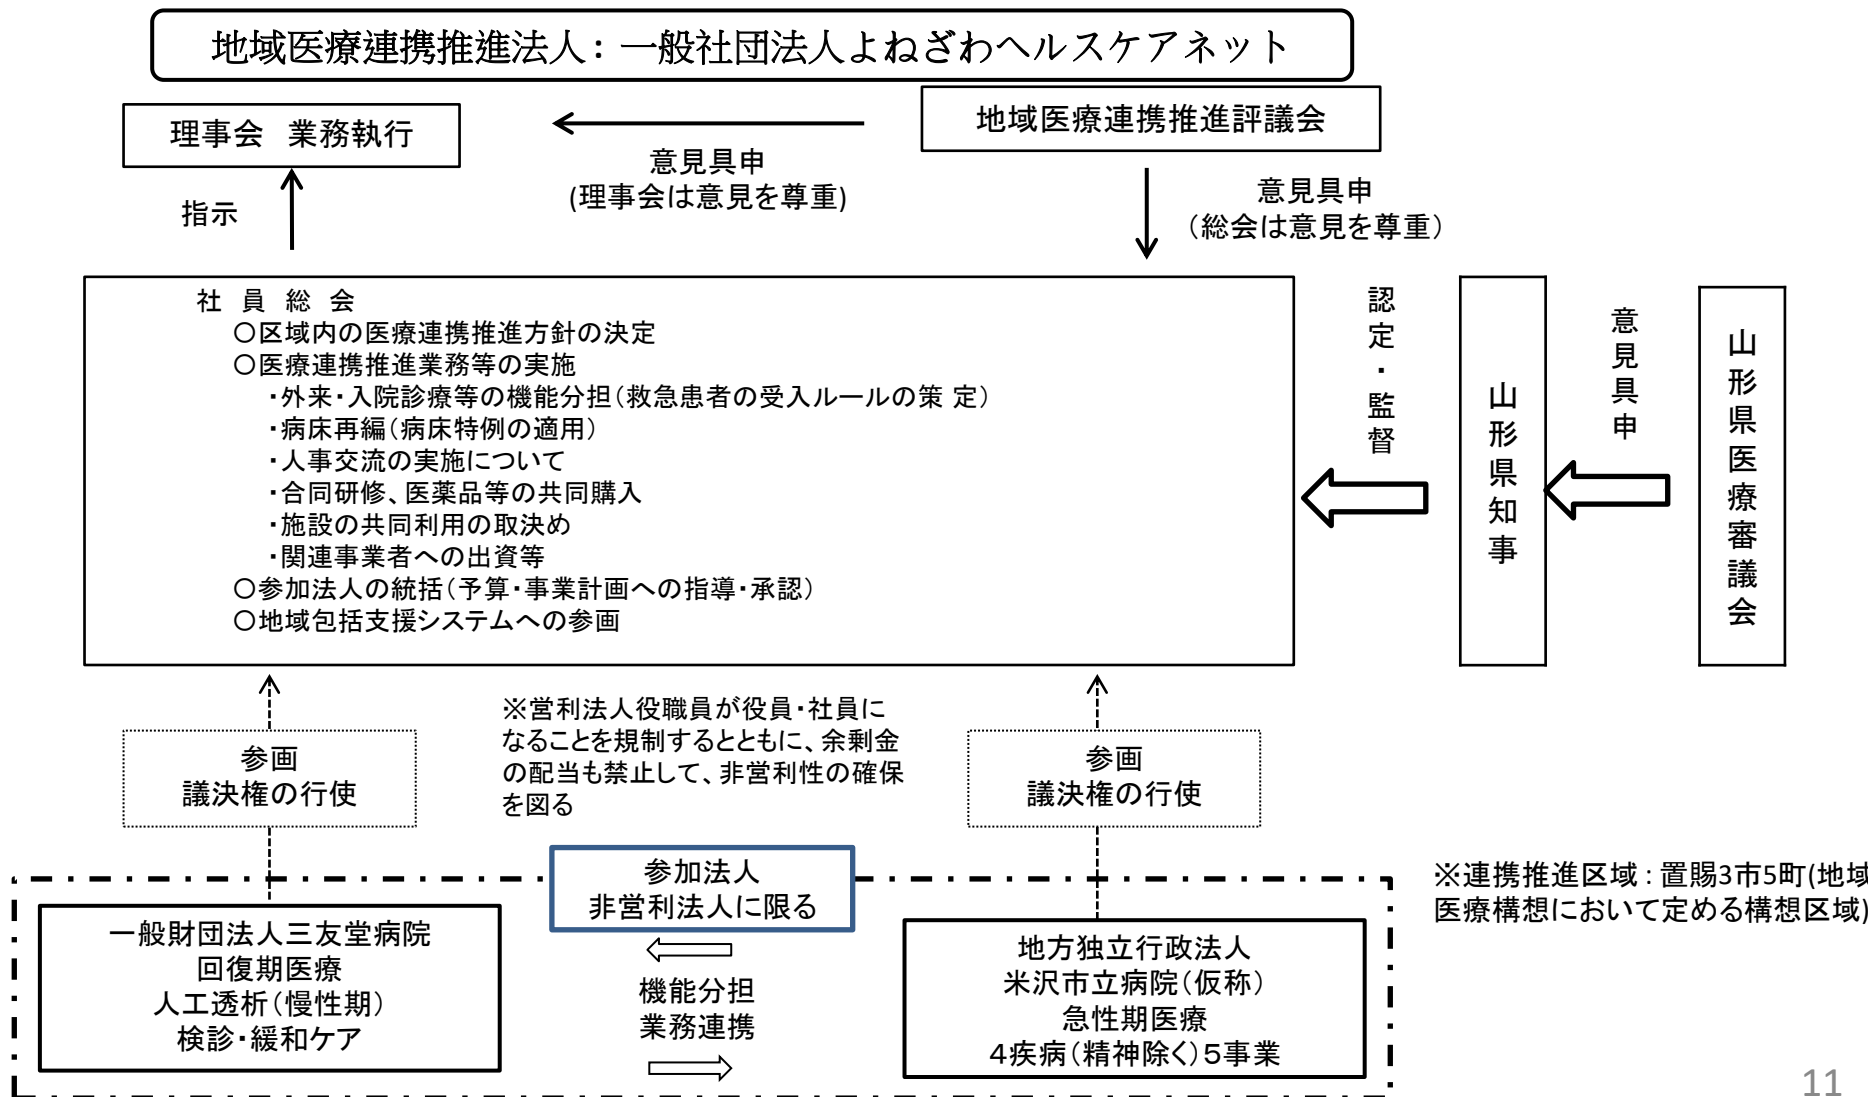 地域医療連携推進法人：一般社団法人よねざわヘルスケアネット
理事会　業務執行
地域医療連携推進評議会
意見具申
(理事会は意見を尊重)
意見具申
（総会は意見を尊重）
指示
社　員　総　会
○区域内の医療連携推進方針の決定
○医療連携推進業務等の実施
・外来・入院診療等の機能分担（救急患者の受入ルールの策 定）
・病床再編（病床特例の適用）
・人事交流の実施について
・合同研修、医薬品等の共同購入
・施設の共同利用の取決め
・関連事業者への出資等
○参加法人の統括（予算・事業計画への指導・承認）
○地域包括支援システムへの参画
認定・監督
山形県知事
意見具申
山形県医療審議会
参画
議決権の行使
※営利法人役職員が役員・社員に
なることを規制するとともに、余剰金
の配当も禁止して、非営利性の確保
を図る
参画
議決権の行使
参加法人
非営利法人に限る
※連携推進区域：置賜3市5町(地域
医療構想において定める構想区域)
一般財団法人三友堂病院
回復期医療
人工透析（慢性期）
検診・緩和ケア
機能分担
業務連携
地方独立行政法人
米沢市立病院（仮称）
急性期医療
４疾病（精神除く）５事業
11